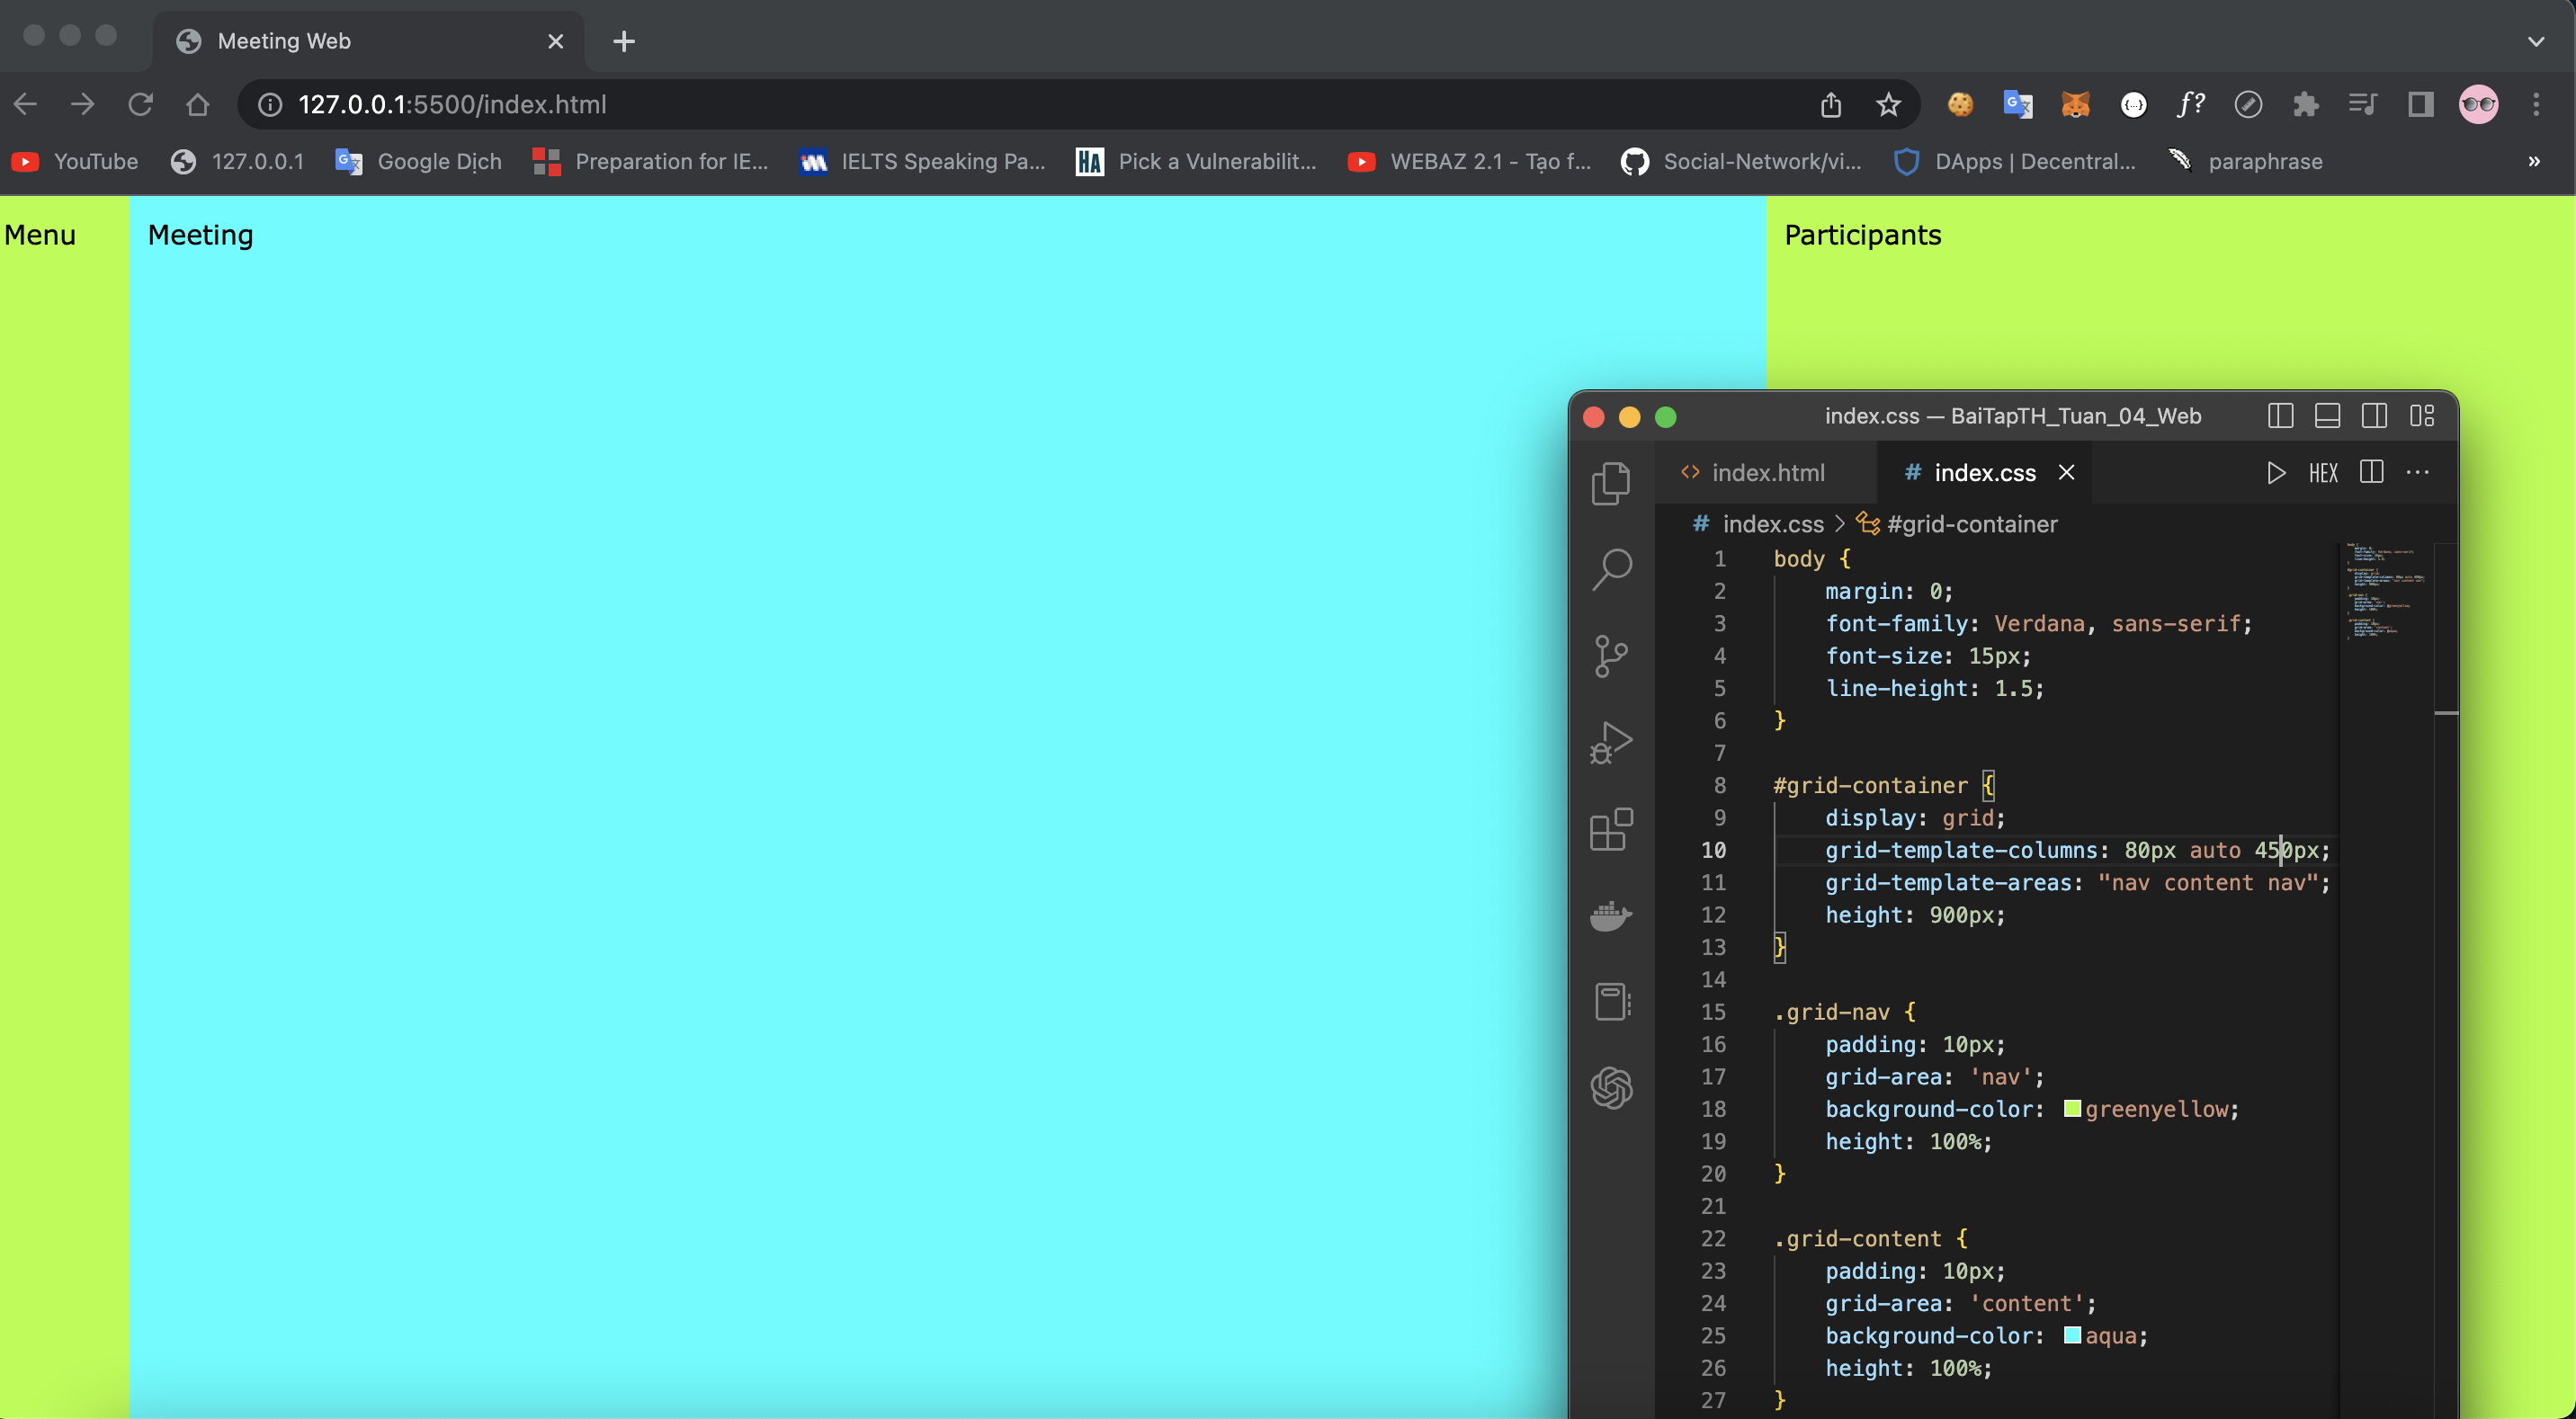 Meeting Web
127.0.0.1:5500/index.html
YouTube 127.0.0.1 Google Dịch Preparation for IE... IELTS Speaking Pa... Pick a Vulnerabilit... WEBAZ 2.1 - Tạo f... Social-Network/vi... DApps | Decentral... paraphrase »
Menu Meeting Participants
index.css — BaiTapTH_Tuan_04_Web
index.html # index.css HEX
# index.css > #grid-container
1 body {
2 margin: 0;
3 font-family: Verdana, sans-serif;
4 font-size: 15px;
5 line-height: 1.5;
6 }
7
8 #grid-container {
9 display: grid;
10 grid-template-columns: 80px auto 450px;
11 grid-template-areas: "nav content nav";
12 height: 900px;
13 }
14
15 .grid-nav {
16 padding: 10px;
17 grid-area: 'nav';
18 background-color: greenyellow;
19 height: 100%;
20 }
21
22 .grid-content {
23 padding: 10px;
24 grid-area: 'content';
25 background-color: aqua;
26 height: 100%;
27 }